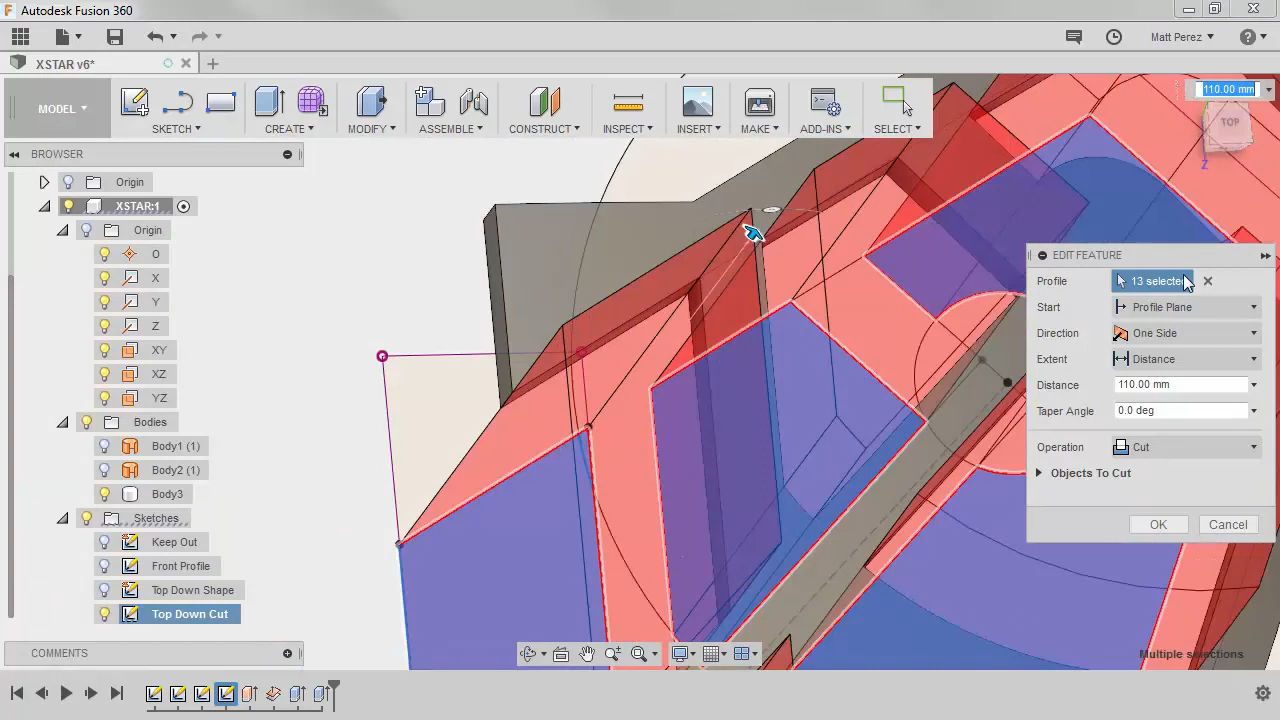 Autodesk Fusion 360
Matt Perez
XSTAR v6*
MODEL
SKETCH
CREATE
MODIFY
ASSEMBLE
CONSTRUCT
INSPECT
INSERT
MAKE
ADD-INS
SELECT
110.00 mm
TOP
Z
BROWSER
Origin
XSTAR:1
Origin
O
X
Y
Z
XY
XZ
YZ
Bodies
Body1 (1)
Body2 (1)
Body3
Sketches
Keep Out
Front Profile
Top Down Shape
Top Down Cut
EDIT FEATURE
Profile 13 selected
Start Profile Plane
Direction One Side
Extent Distance
Distance 110.00 mm
Taper Angle 0.0 deg
Operation Cut
Objects To Cut
OK Cancel
COMMENTS
Multiple selections